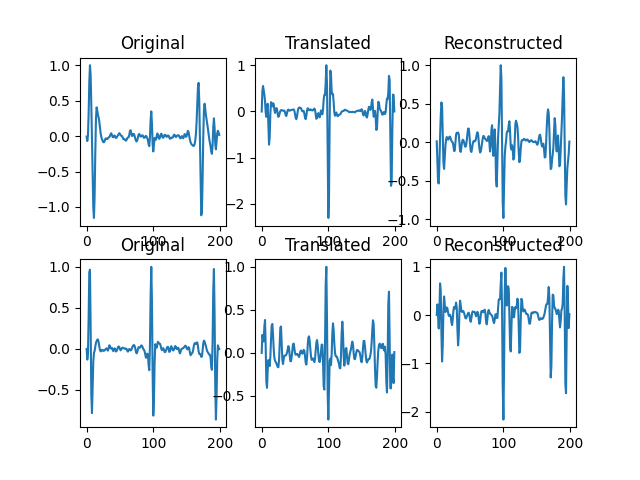 Original Translated Reconstructed
1.0 1 1.0
0.5 0.5
0 0.0
0.0
−0.5 −1 −0.5
−1.0 −2 −1.0
0 100 200 0 100 200 0 100 200
Original Translated Reconstructed
1.0 1.0 1
0.5 0.5 0
0.0 0.0 −1
−0.5 −0.5 −2
0 100 200 0 100 200 0 100 200